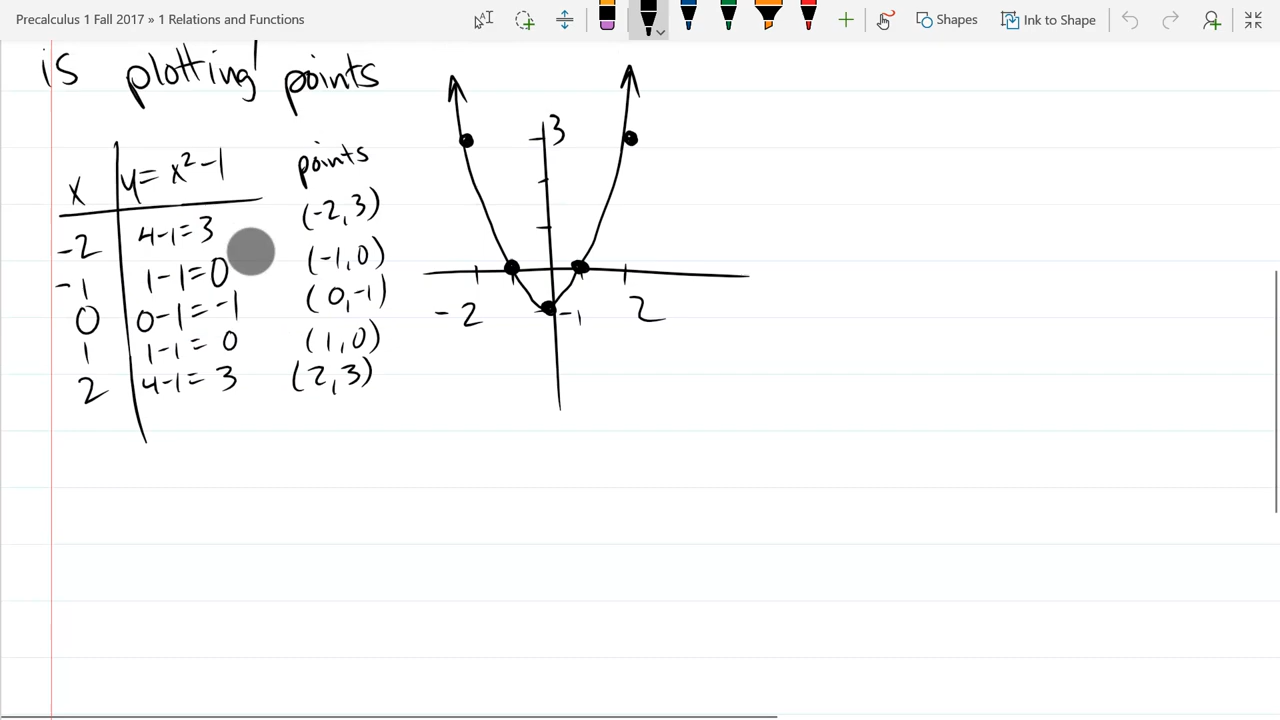 Precalculus 1 Fall 2017 » 1 Relations and Functions
Shapes
Ink to Shape
is plotting points
x y = x² - 1 points
-2 4-1=3 (-2,3)
-1 1-1=0 (-1,0)
0 0-1=-1 (0,-1)
1 1-1=0 (1,0)
2 4-1=3 (2,3)
3
-2 -1 2